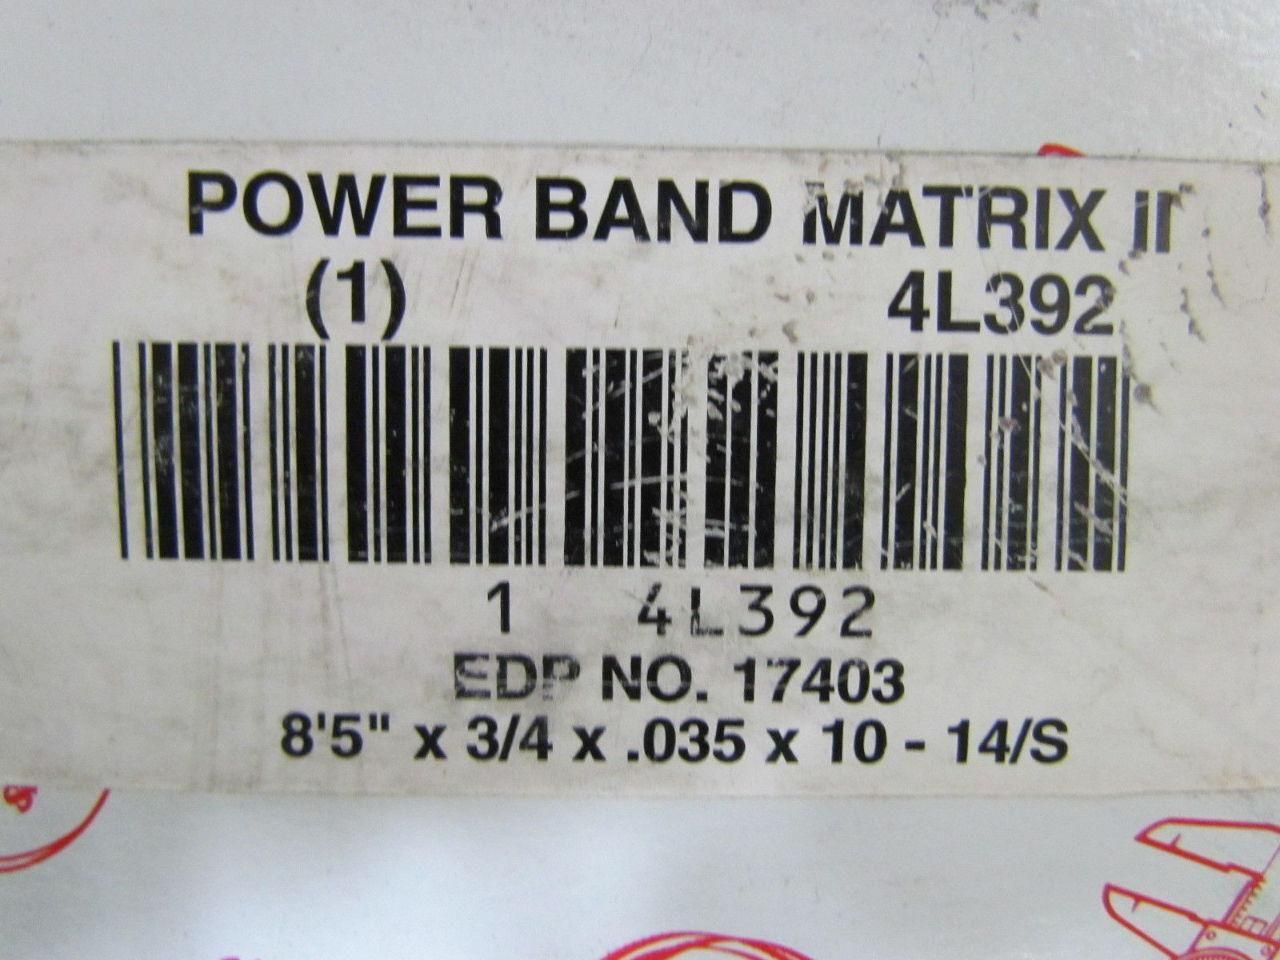 POWER BAND MATRIX II
(1) 4L392
1 4L392
EDP NO. 17403
8'5" x 3/4 x .035 x 10 - 14/S